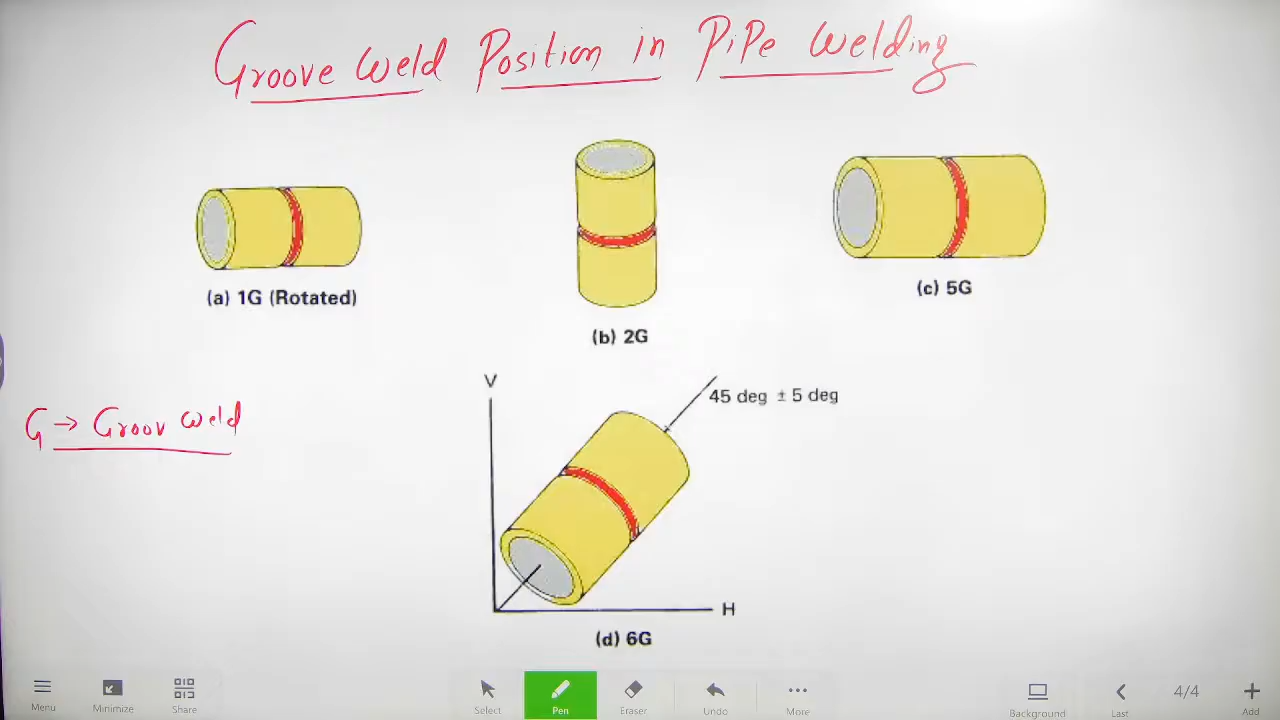 Groove Weld Position in PiPe Welding
(a) 1G (Rotated)
(b) 2G
(c) 5G
V
45 deg ± 5 deg
G → Groov Weld
H
(d) 6G
Menu
Minimize
Share
Select
Pen
Eraser
Undo
More
Background
Last
4/4
Add